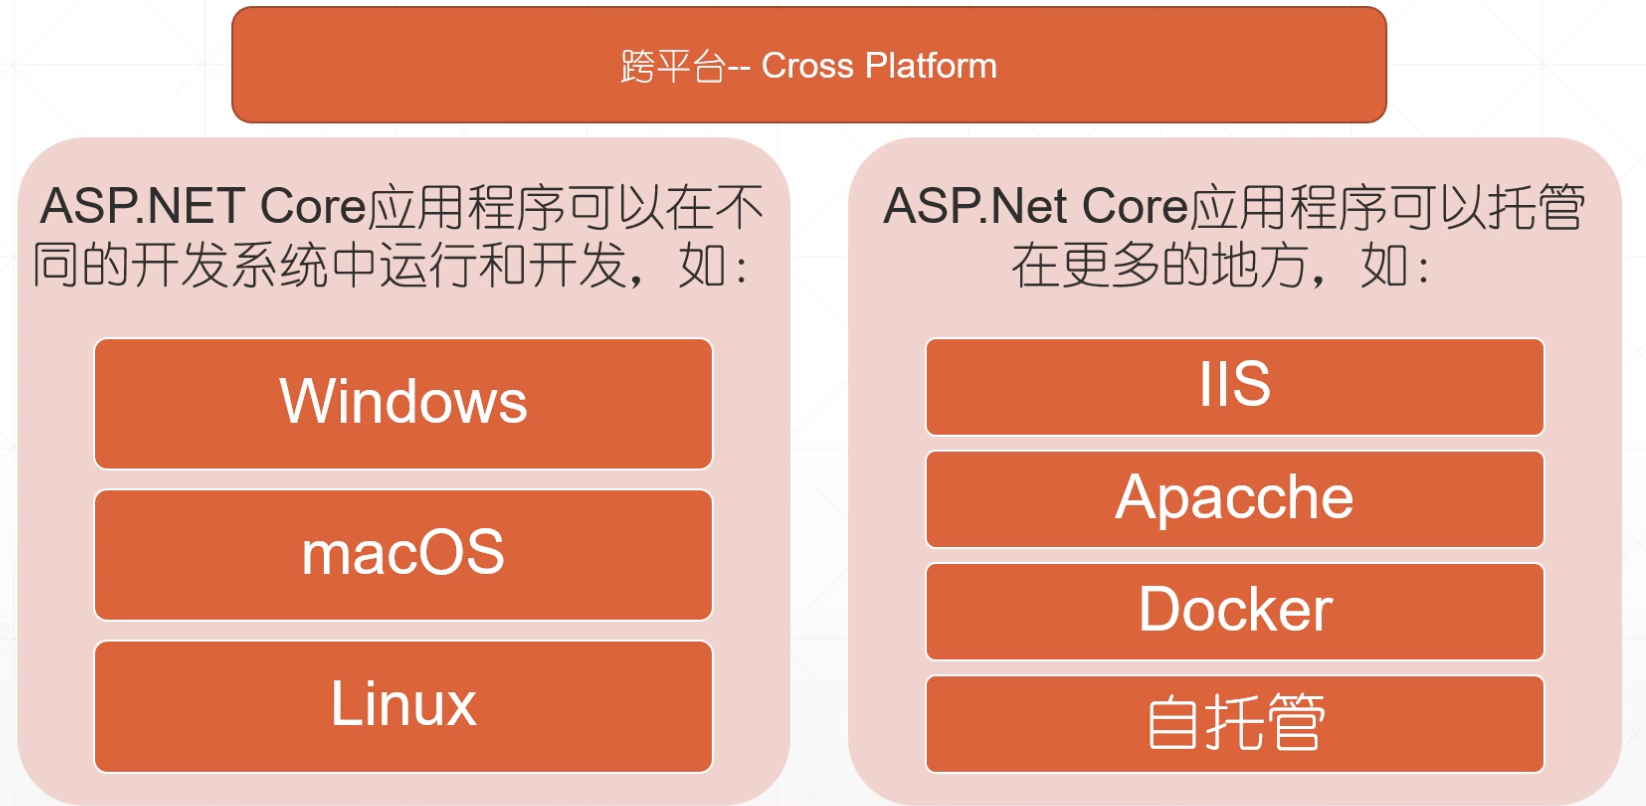 跨平台-- Cross Platform
ASP.NET Core应用程序可以在不
同的开发系统中运行和开发，如：
Windows
macOS
Linux
ASP.Net Core应用程序可以托管
在更多的地方，如：
IIS
Apacche
Docker
自托管